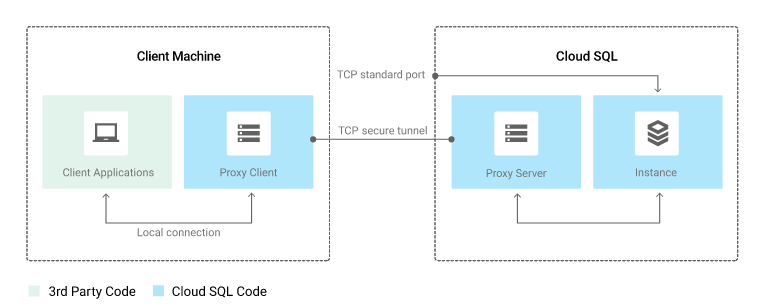 Client Machine
Cloud SQL
TCP standard port
TCP secure tunnel
Client Applications
Proxy Client
Proxy Server
Instance
Local connection
3rd Party Code
Cloud SQL Code